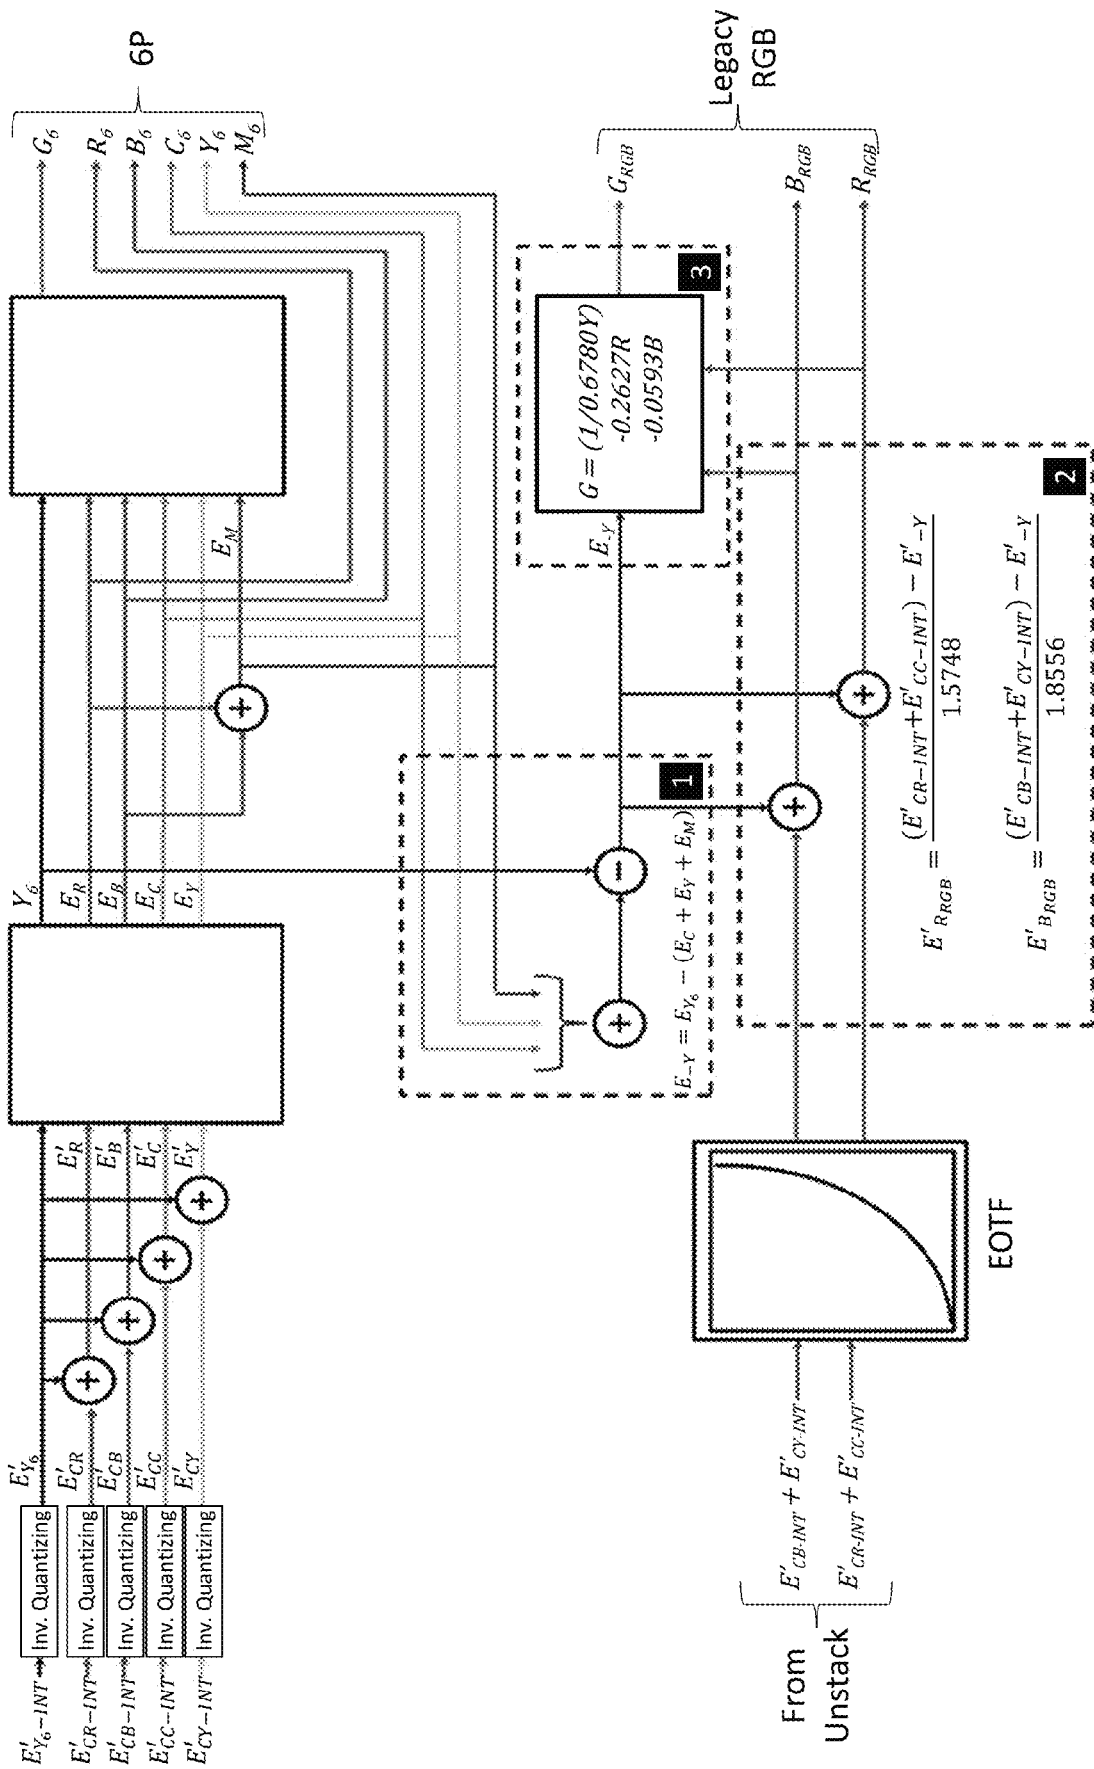 E'Y6-INT
Inv. Quantizing
E'Y6
E'CR-INT
Inv. Quantizing
E'CR
E'CB-INT
Inv. Quantizing
E'CB
E'CC-INT
Inv. Quantizing
E'CC
E'CY-INT
Inv. Quantizing
E'CY
+
+
+
+
E'R
E'B
E'C
E'Y
Y6
ER
EB
EC
EY
+
EM
G6
R6
B6
C6
Y6
M6
6P
+
-
E-Y = EY6 - (EC + EY + EM)
1
E-Y
G = (1/0.6780Y)
-0.2627R
-0.0593B
3
GRGB
BRGB
RRGB
Legacy
RGB
From
Unstack
E'CB-INT + E'CY-INT
E'CR-INT + E'CC-INT
EOTF
+
+
E'RRGB = (E'CR-INT+E'CC-INT) - E'-Y
1.5748
E'BRGB = (E'CB-INT+E'CY-INT) - E'-Y
1.8556
2